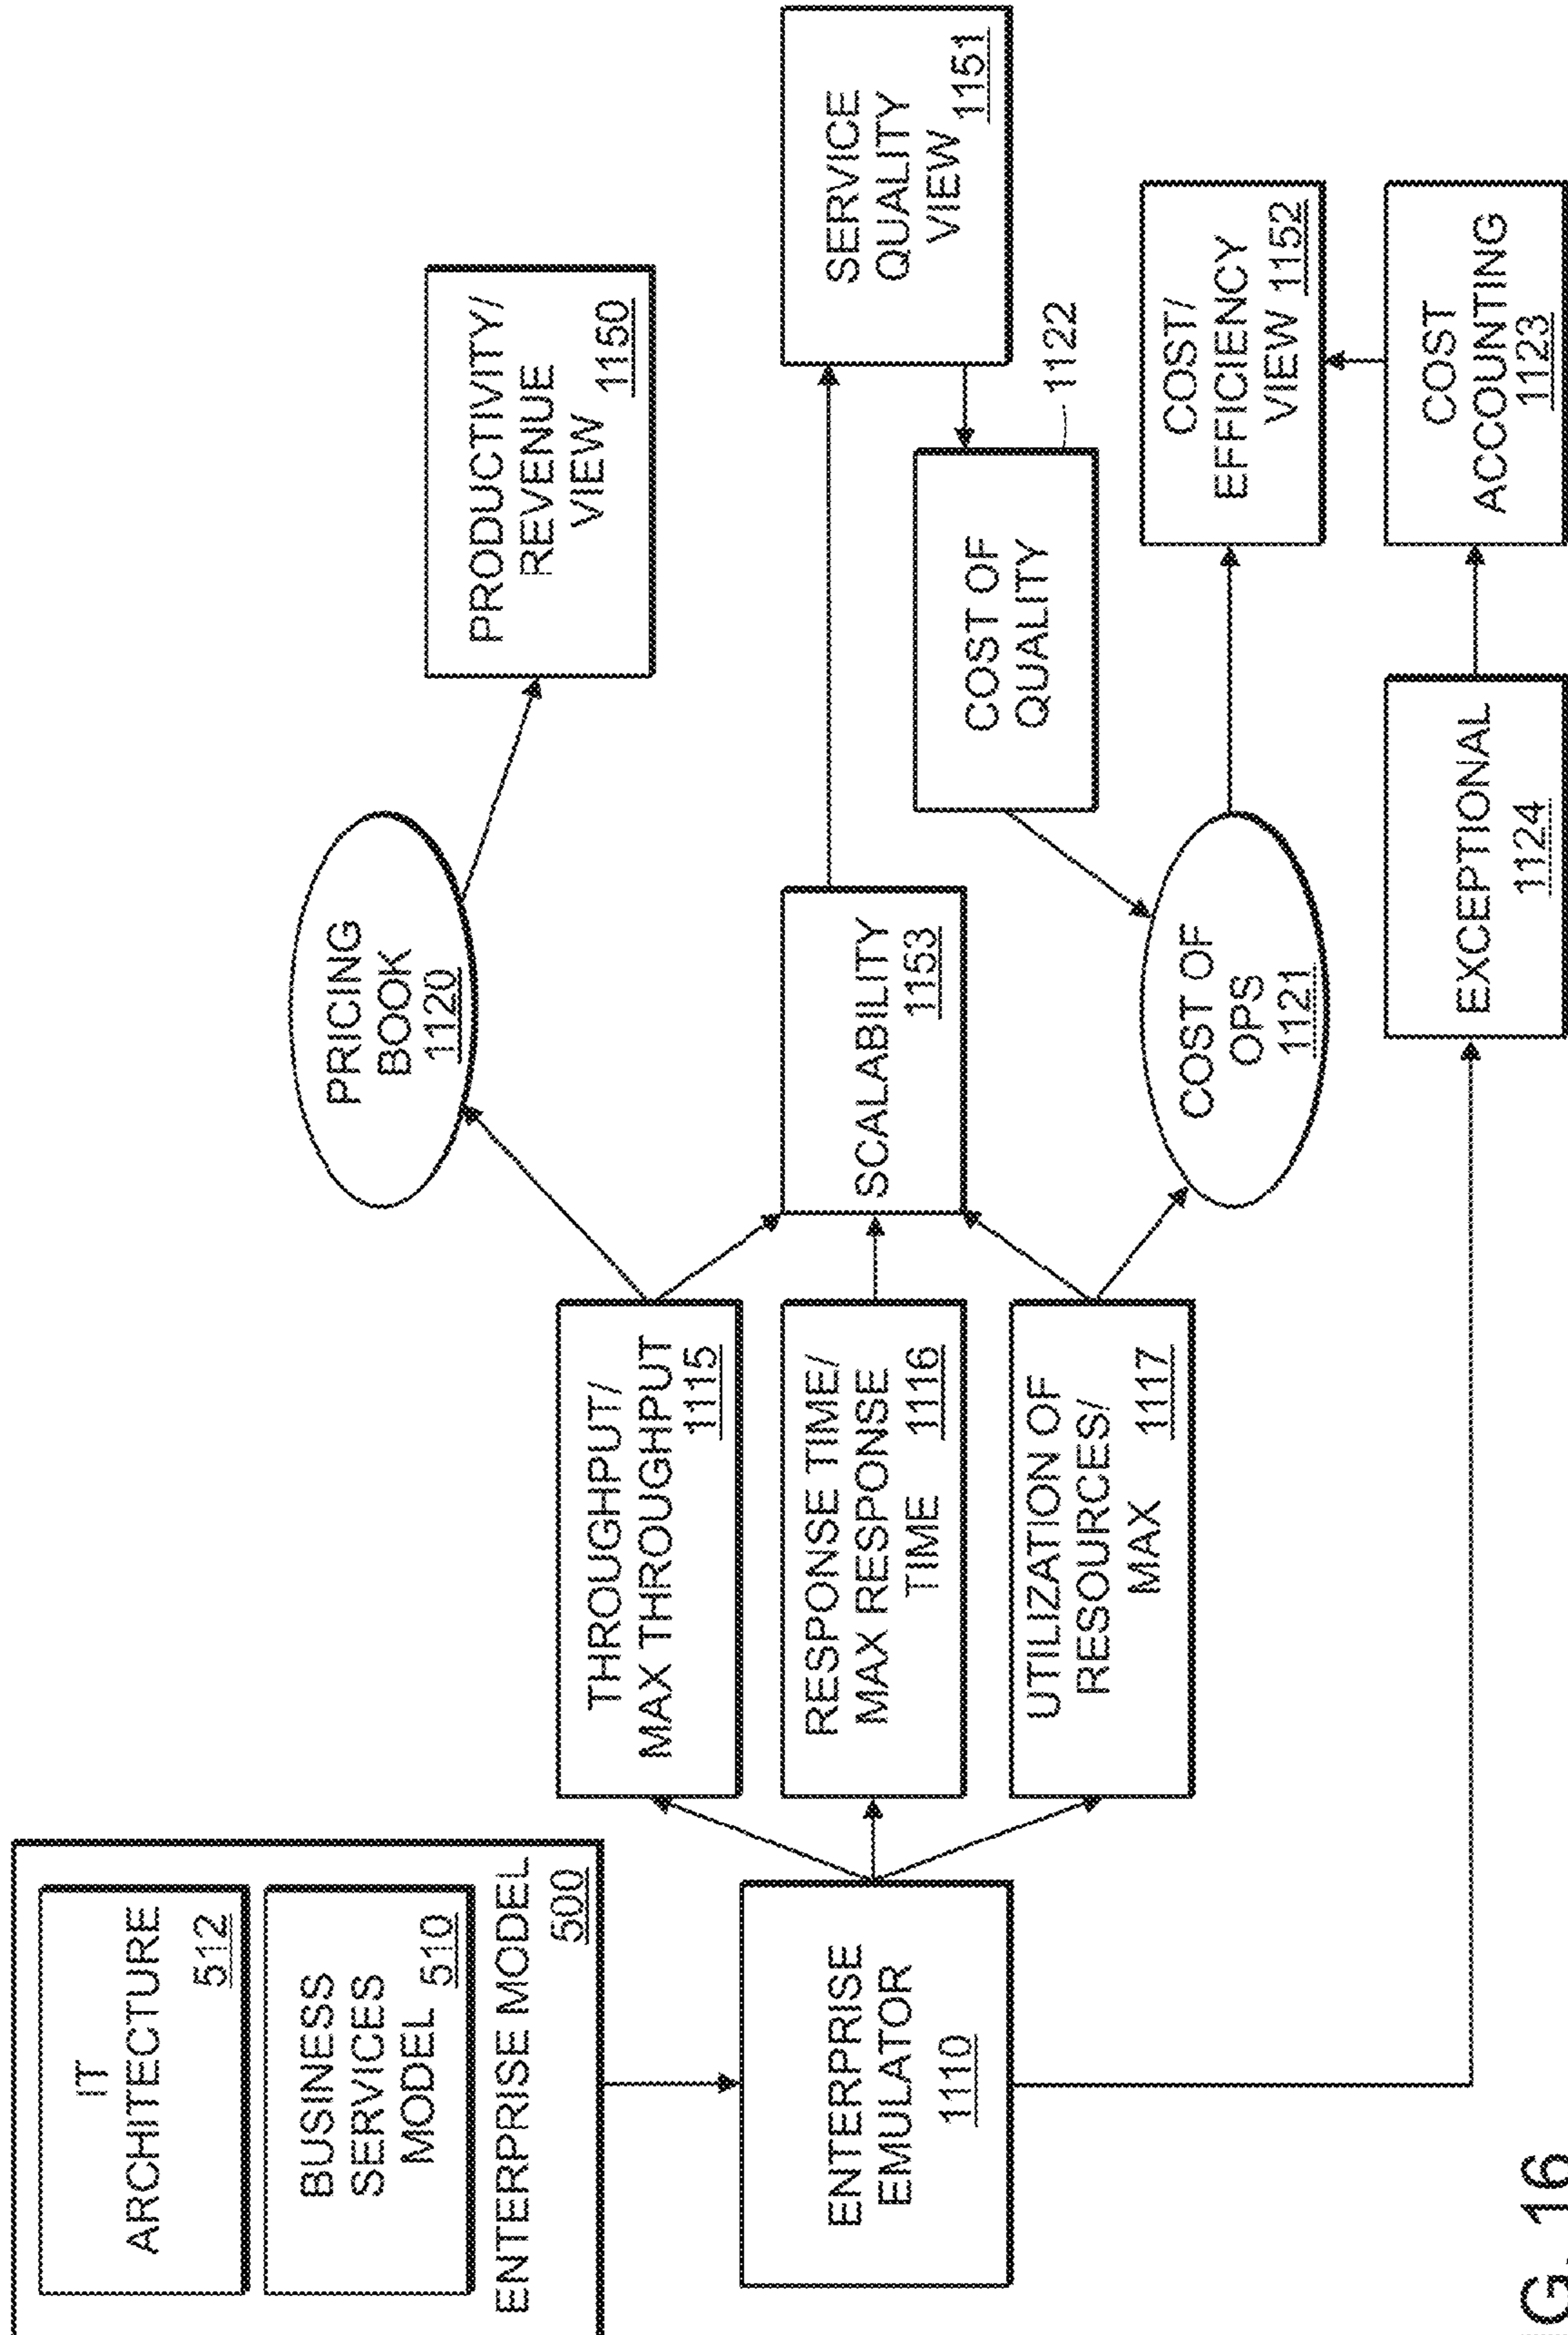 IT
ARCHITECTURE
512
BUSINESS
SERVICES
MODEL 510
ENTERPRISE MODEL
500
ENTERPRISE
EMULATOR
1110
THROUGHPUT/
MAX THROUGHPUT
1115
RESPONSE TIME/
MAX RESPONSE
TIME 1116
UTILIZATION OF
RESOURCES/
MAX 1117
PRICING
BOOK
1120
SCALABILITY
1153
COST OF
OPS
1121
EXCEPTIONAL
1124
PRODUCTIVITY/
REVENUE
VIEW 1150
COST OF
QUALITY
1122
SERVICE
QUALITY
VIEW
1151
COST/
EFFICIENCY
VIEW 1152
COST
ACCOUNTING
1123
G. 16